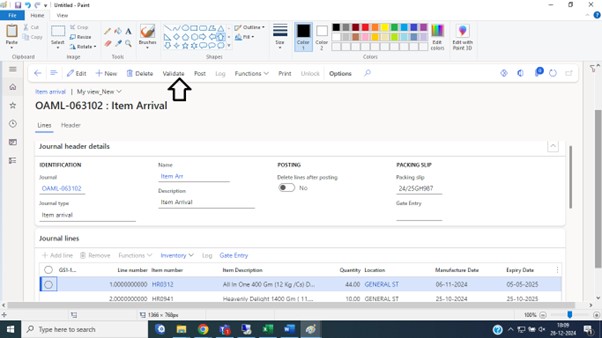 Untitled - Paint
File Home View
Paste
Clipboard
Select
Crop
Resize
Rotate
Image
Tools
Brushes
Outline
Fill
Shapes
Size
Color 1
Color 2
Colors
Edit colors
Edit with Paint 3D
Edit + New Delete Validate Post Log Functions Print Unlock Options
0
Item arrival | My view_New
OAML-063102 : Item Arrival
Lines Header
Journal header details
IDENTIFICATION
Journal
OAML-063102
Journal type
Item arrival
Name
Item Arr
Description
Item Arrival
POSTING
Delete lines after posting
No
PACKING SLIP
Packing slip
24/25GH987
Gate Entry
Journal lines
+ Add line Remove Functions Inventory Log Gate Entry
GS1-1... Line number Item number Item Description Quantity Location Manufacture Date Expiry Date
1.0000000000 HR0312 All In One 400 Gm (12 Kg /Cs) D... 44.00 GENERAL ST 06-11-2024 05-05-2025
2.0000000000 HR0941 Heavenly Delight 1400 Gm ( 11... 10.00 GENERAL ST 25-10-2024 25-10-2025
1366 × 768px 100%
Type here to search
ENG
10:09
26-12-2024